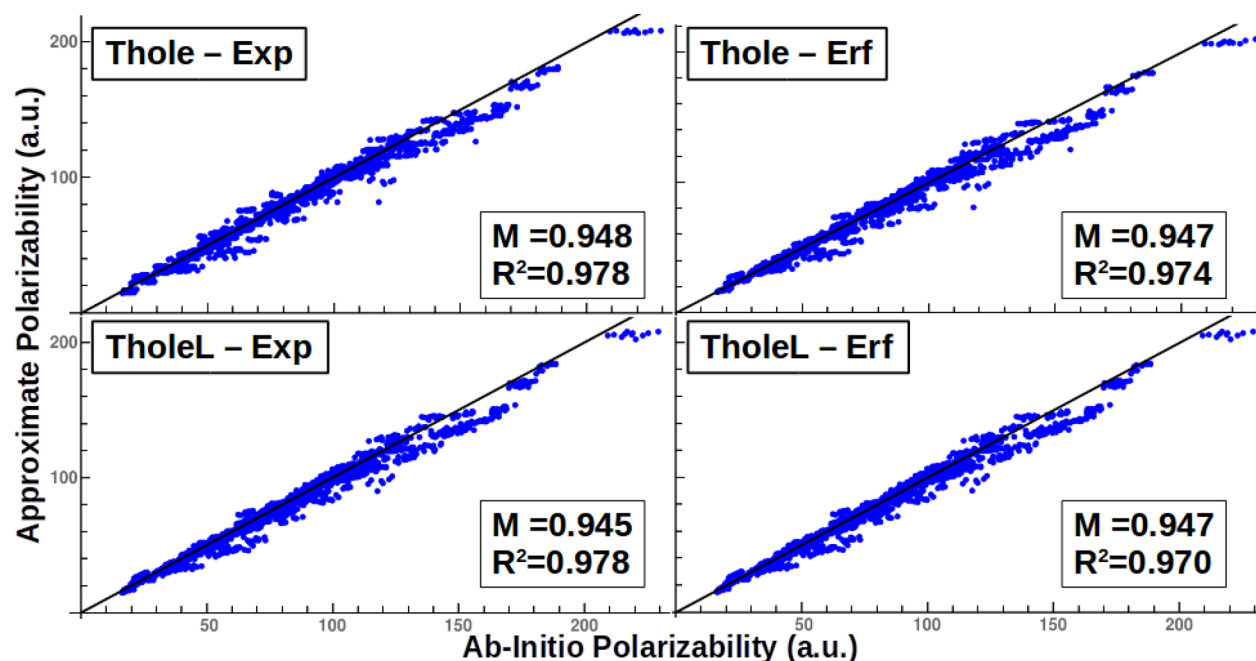 Thole – Exp
Thole – Erf
200
100
M =0.948
R²=0.978
M =0.947
R²=0.974
TholeL – Exp
TholeL – Erf
200
100
M =0.945
R²=0.978
M =0.947
R²=0.970
50
100
150
200
50
100
150
200
Approximate Polarizability (a.u.)
Ab-Initio Polarizability (a.u.)